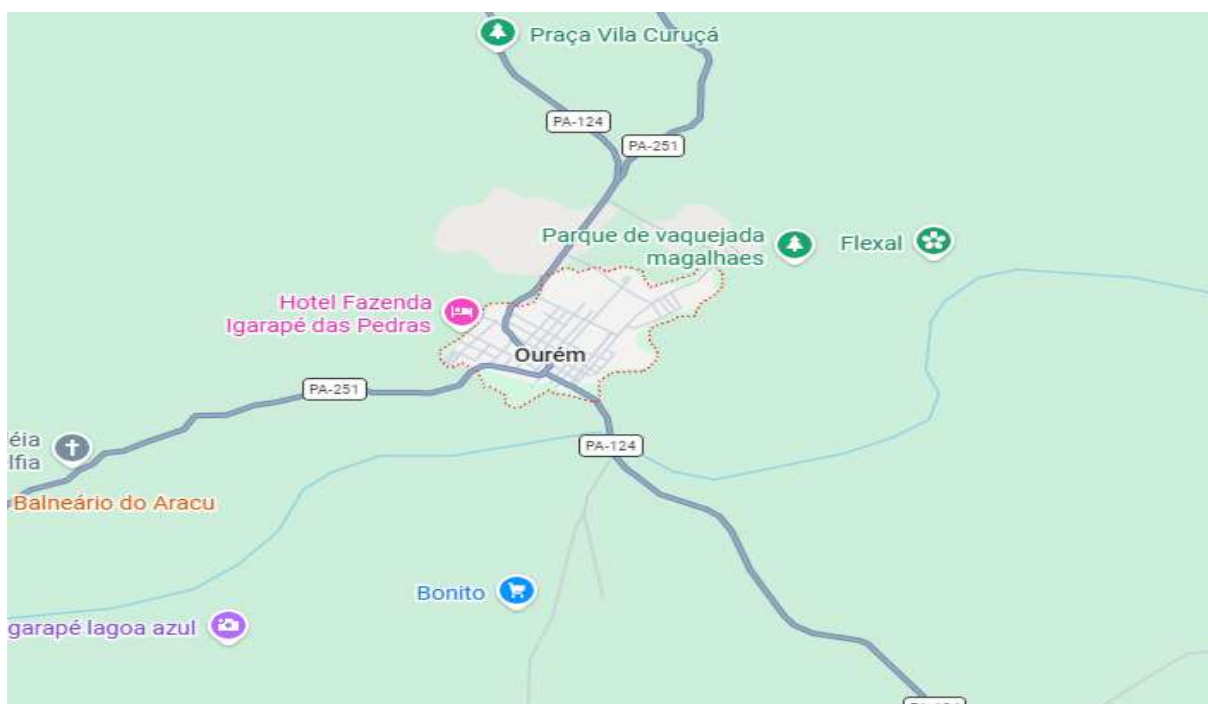 Praça Vila Curuçá
PA-124
PA-251
Parque de vaquejada
magalhaes
Flexal
Hotel Fazenda
Igarapé das Pedras
Ourém
PA-251
éia
lfia
PA-124
Balneário do Aracu
Bonito
garapé lagoa azul